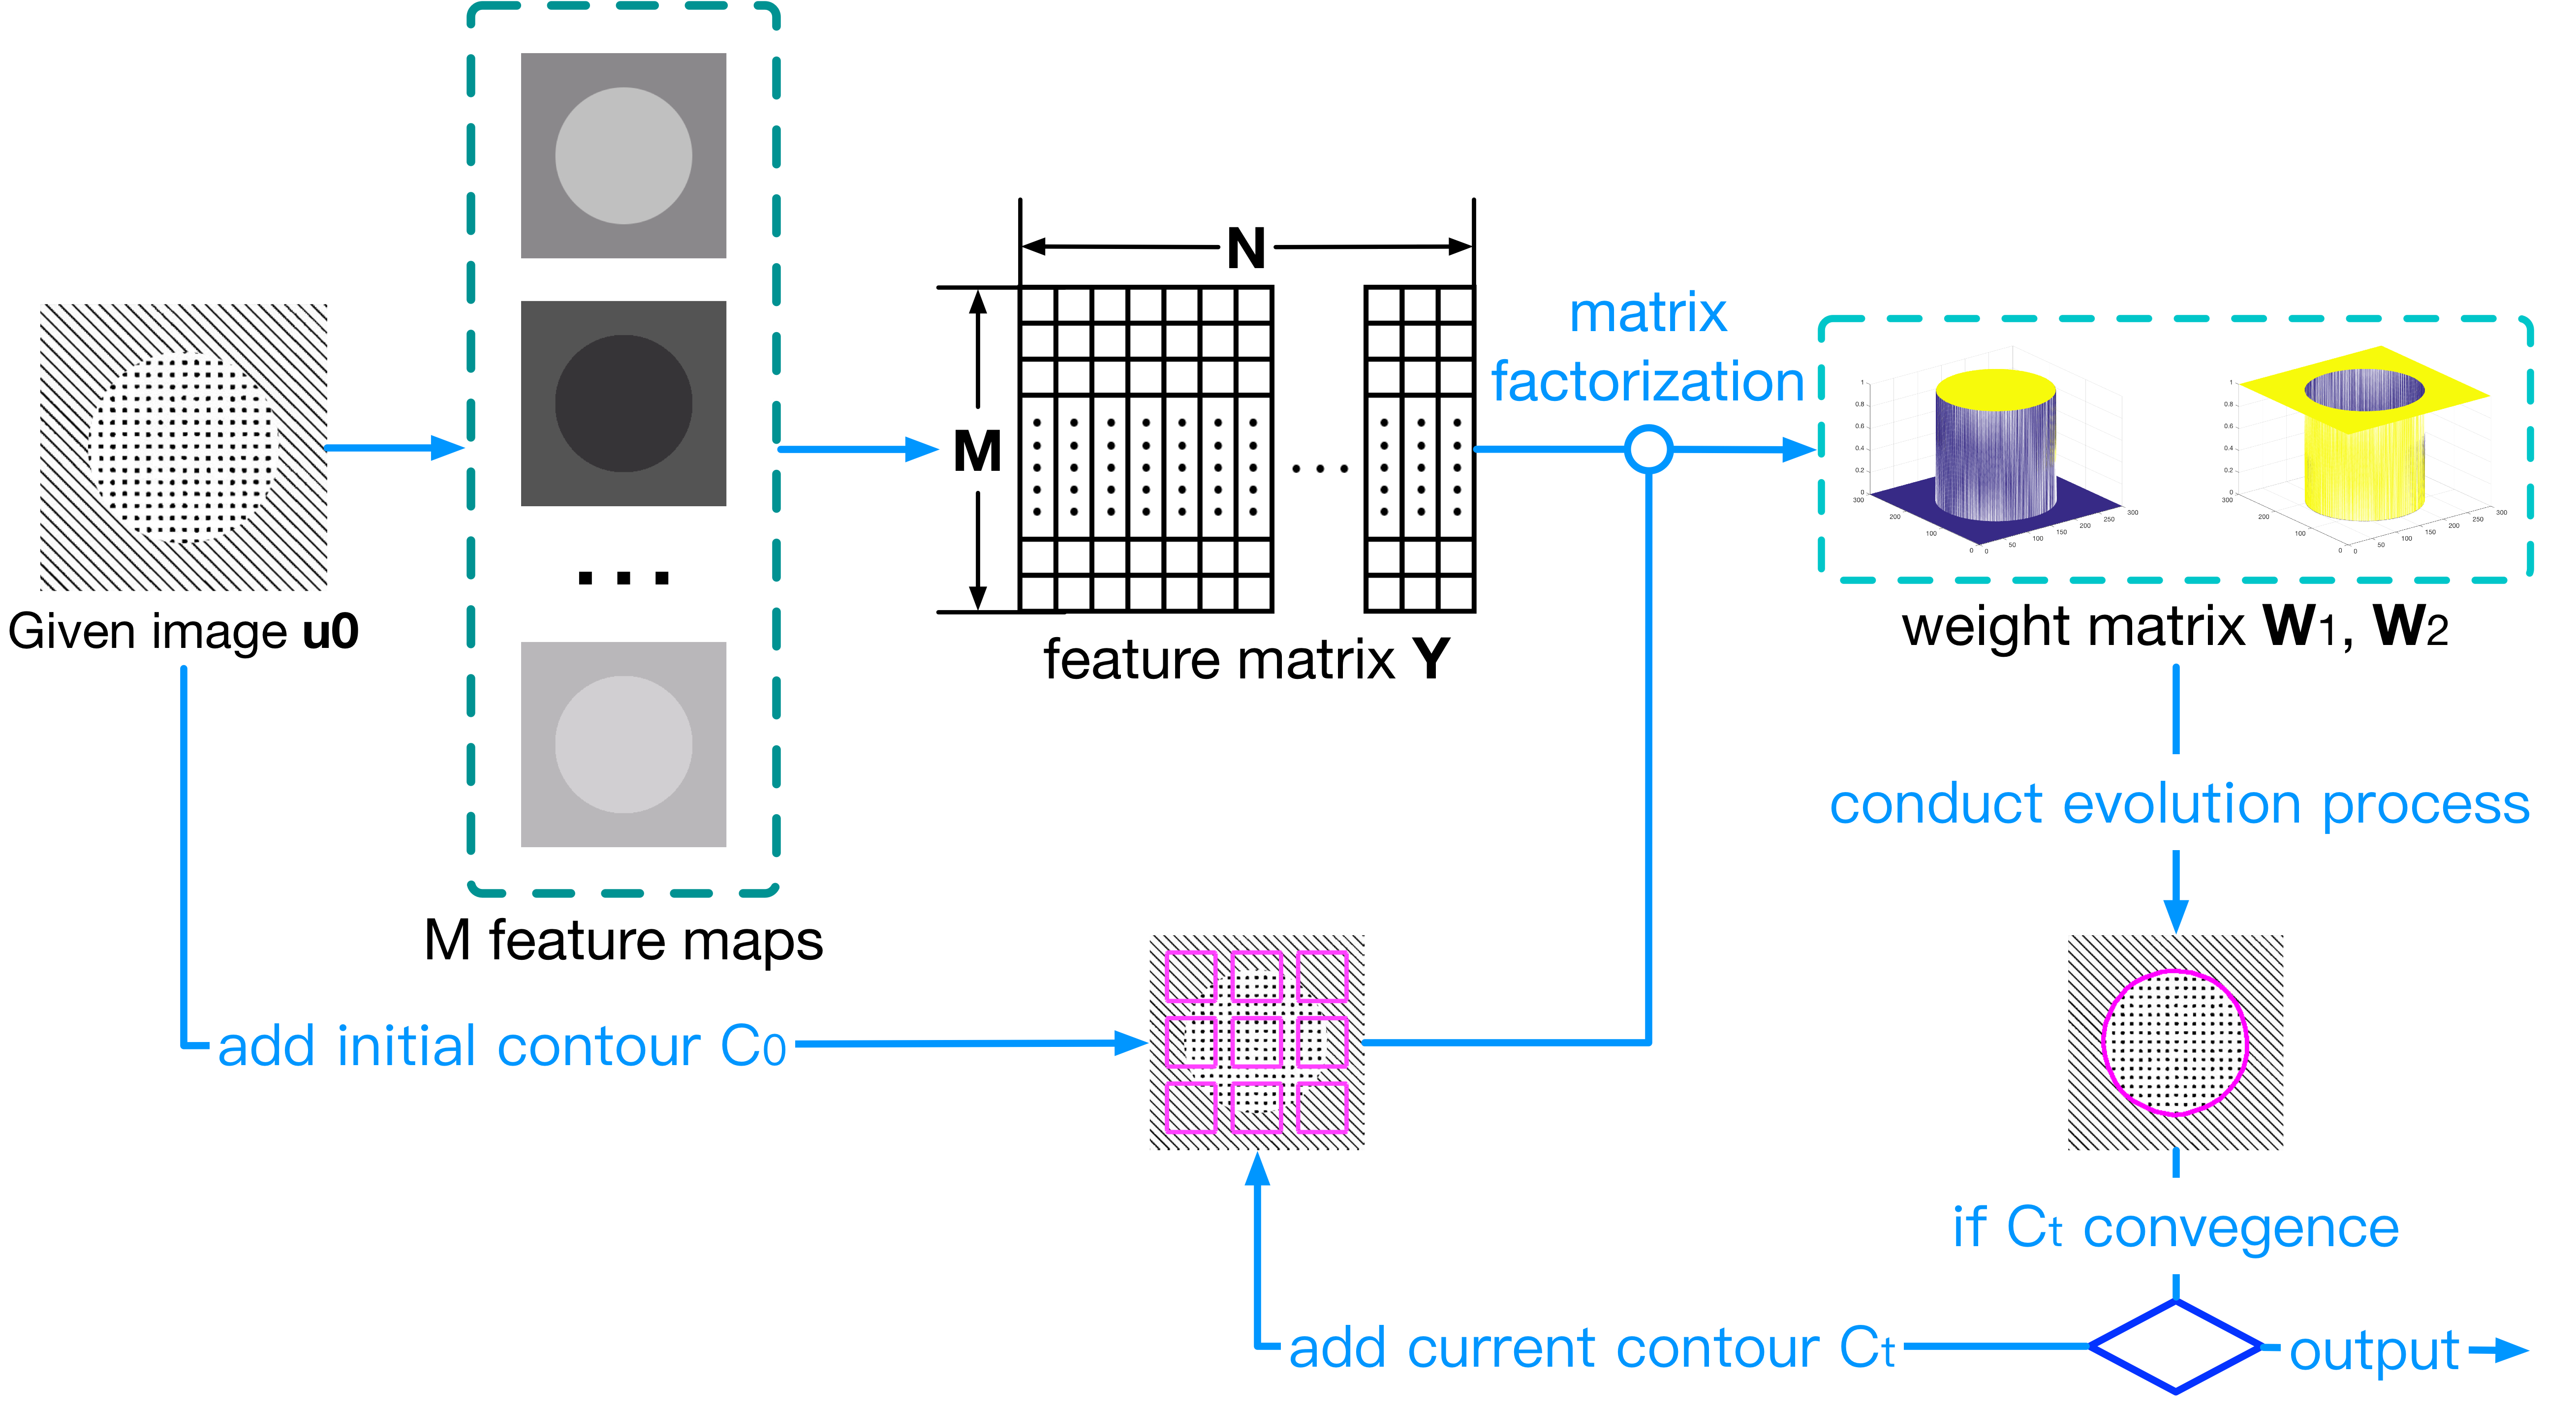 N
matrix
factorization
M
1
0.8
0.6
0.4
0.2
0
300
200
100
0
0
50
100
150
200
250
300
1
0.8
0.6
0.4
0.2
0
300
200
100
0
0
50
100
150
200
250
300
Given image u0
feature matrix Y
weight matrix W1, W2
conduct evolution process
M feature maps
add initial contour C0
if Ct convegence
add current contour Ct
output